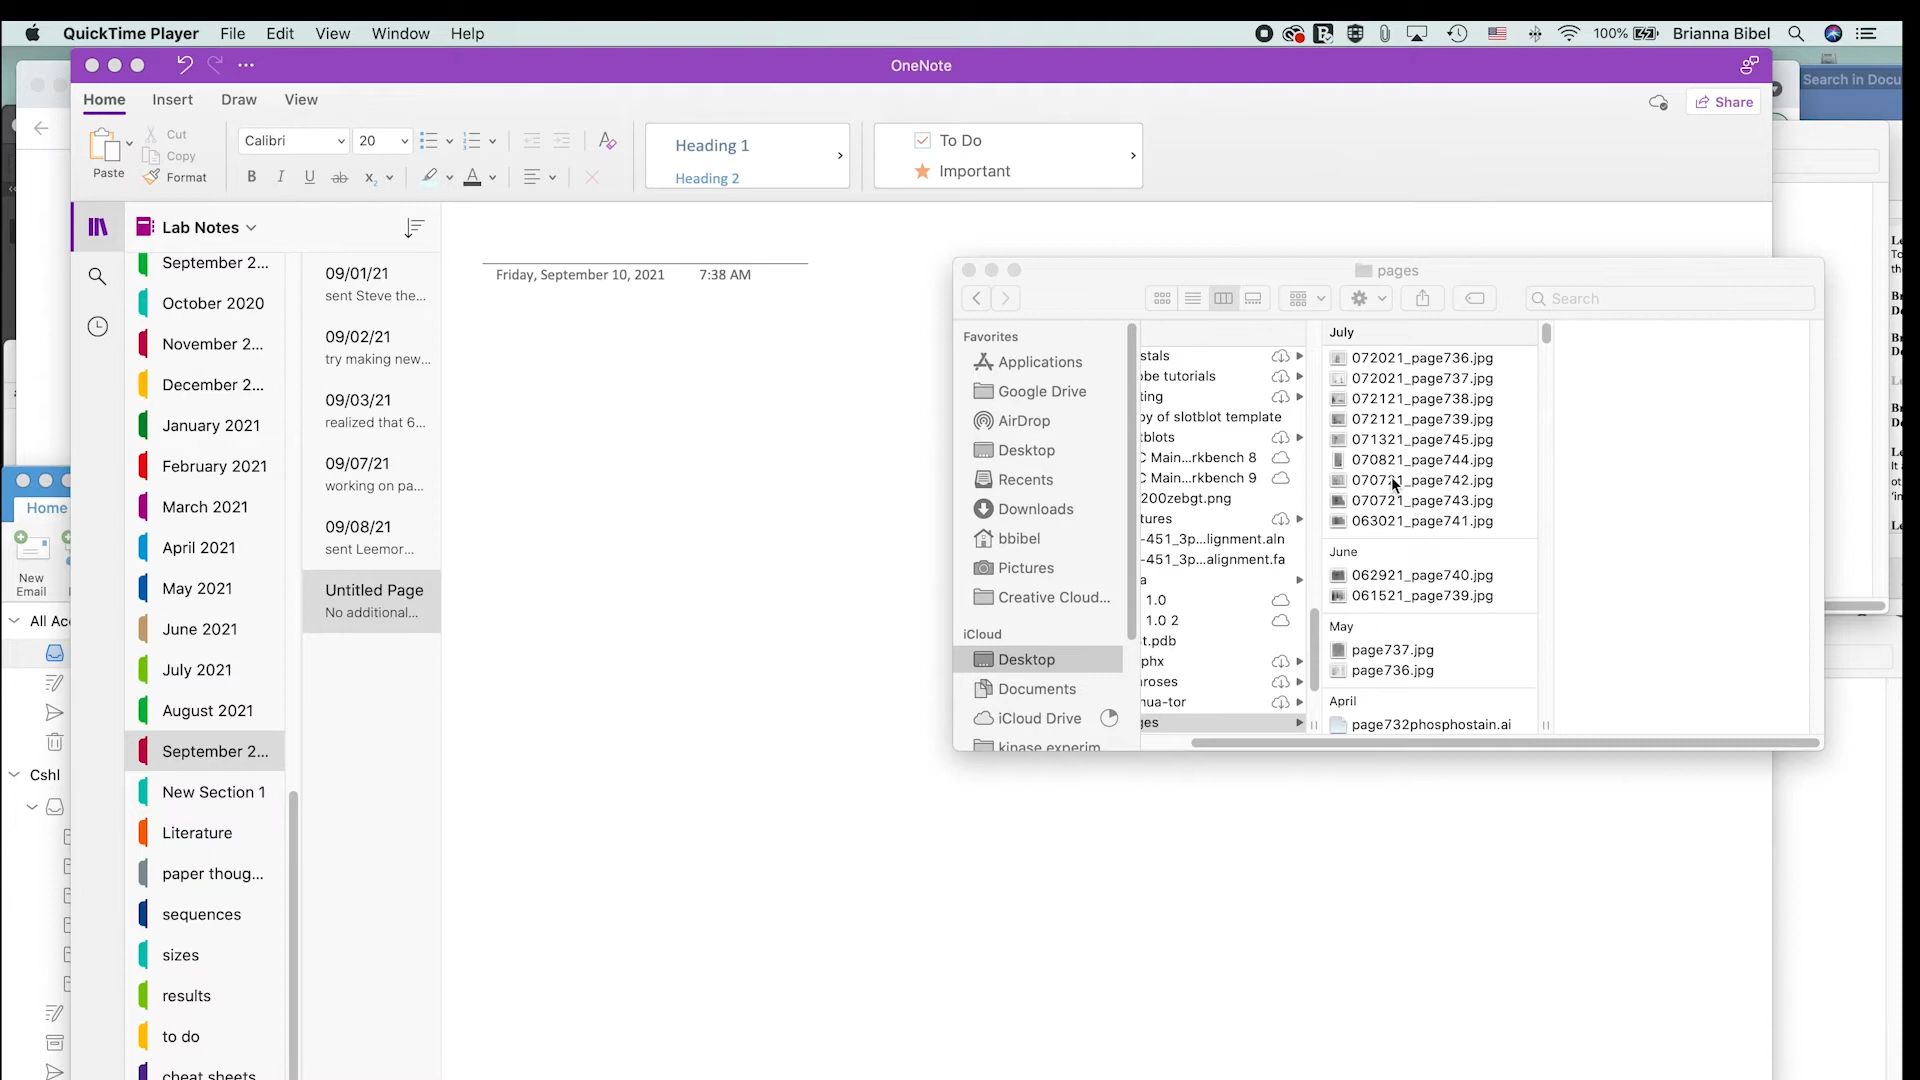 QuickTime Player File Edit View Window Help
100% Brianna Bibel
OneNote
Search in Docu
Home Insert Draw View
Share
Paste
Cut
Copy
Format
Calibri 20
B I U ab x₂ A
Heading 1
Heading 2
To Do
Important
Lab Notes
September 2...
October 2020
November 2...
December 2...
January 2021
February 2021
March 2021
April 2021
May 2021
June 2021
July 2021
August 2021
September 2...
New Section 1
Literature
paper thoug...
sequences
sizes
results
to do
cheat sheets
09/01/21
sent Steve the...
09/02/21
try making new...
09/03/21
realized that 6...
09/07/21
working on pa...
09/08/21
sent Leemor...
Untitled Page
No additional...
Friday, September 10, 2021 7:38 AM
Home
New
Email
All Ac
Cshl
pages
Search
Favorites
Applications
Google Drive
AirDrop
Desktop
Recents
Downloads
bbibel
Pictures
Creative Cloud...
iCloud
Desktop
Documents
iCloud Drive
kinase experim
stals
obe tutorials
ting
py of slotblot template
tblots
C Main...rkbench 8
C Main...rkbench 9
200zebgt.png
tures
-451_3p...lignment.aln
-451_3p...alignment.fa
a
1.0
1.0 2
t.pdb
phx
roses
nua-tor
ges
July
072021_page736.jpg
072021_page737.jpg
072121_page738.jpg
072121_page739.jpg
071321_page745.jpg
070821_page744.jpg
070721_page742.jpg
070721_page743.jpg
063021_page741.jpg
June
062921_page740.jpg
061521_page739.jpg
May
page737.jpg
page736.jpg
April
page732phosphostain.ai